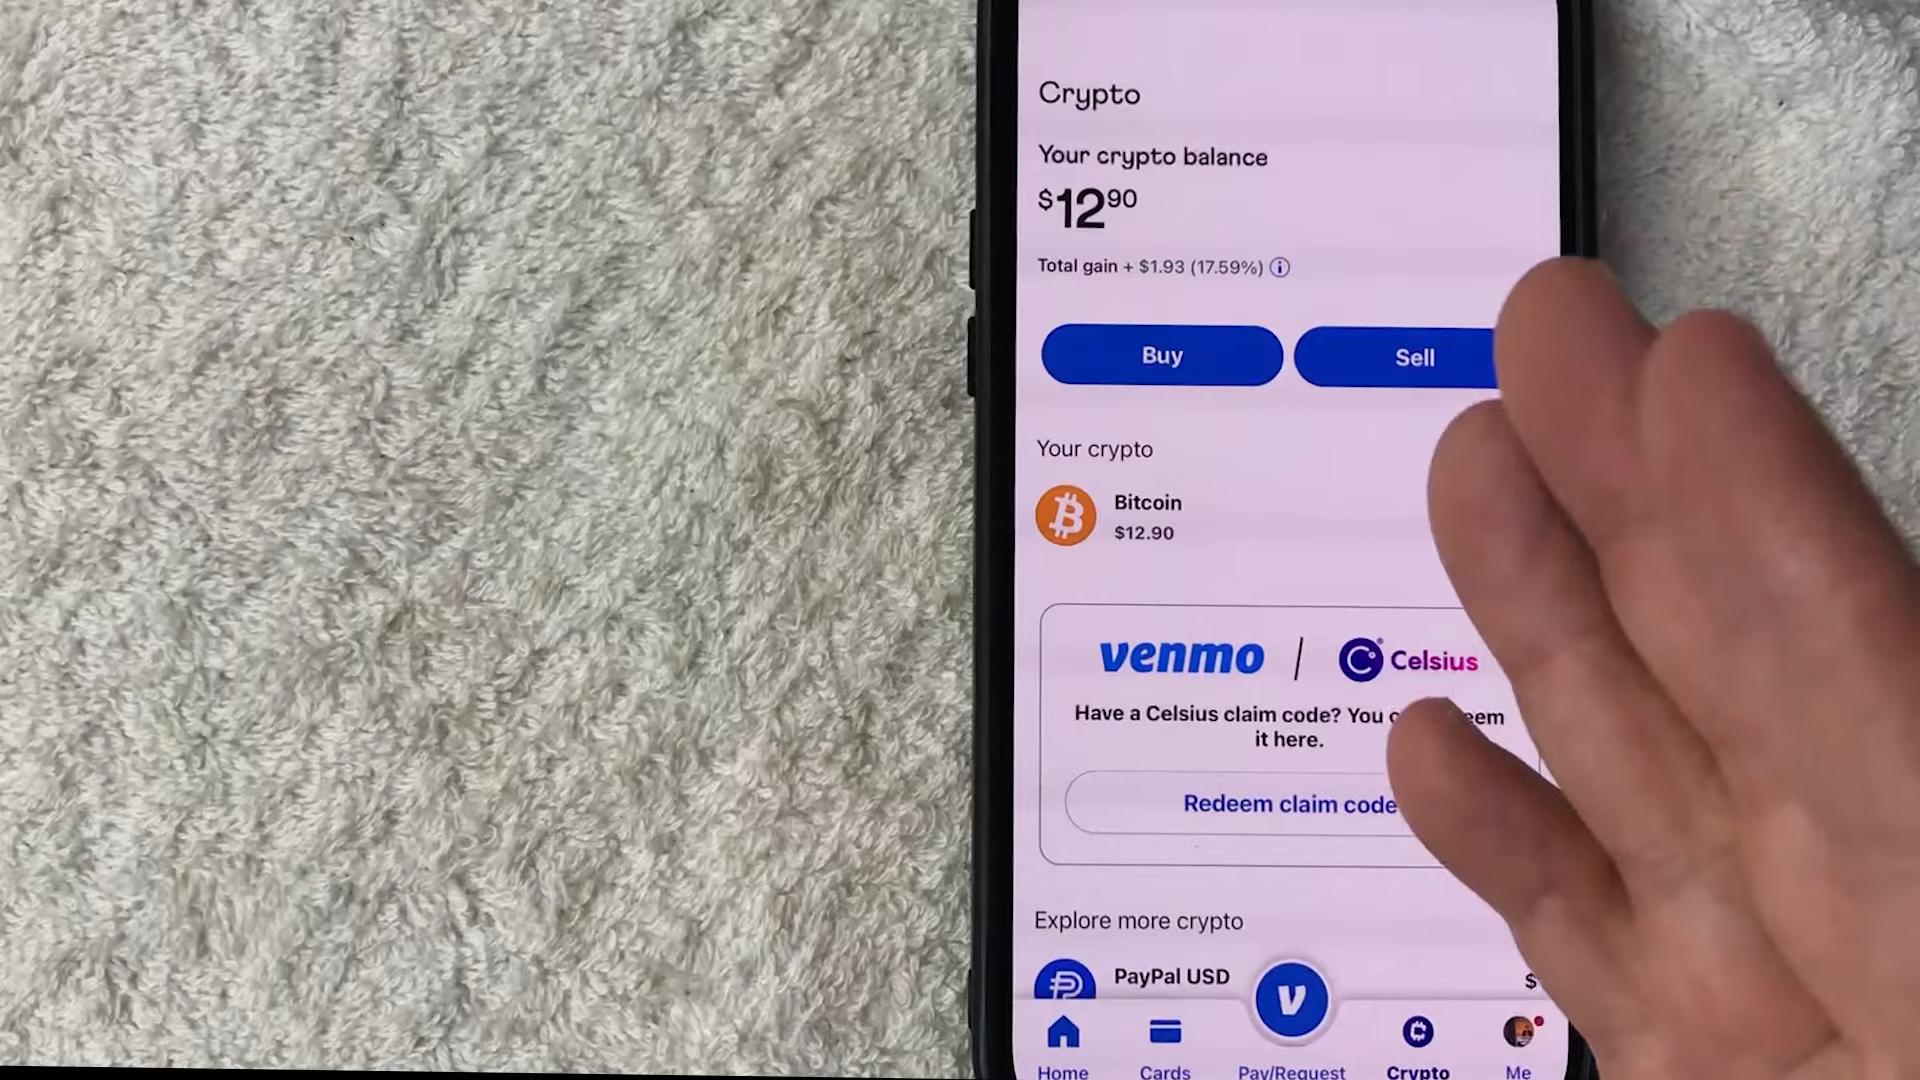 Crypto
Your crypto balance
$12.90
Total gain + $1.93 (17.59%)
Buy
Sell
Your crypto
Bitcoin
$12.90
venmo / Celsius
Have a Celsius claim code? You
it here.
Redeem claim code
Explore more crypto
PayPal USD
$
Home
Cards
Pay/Request
Crypto
Me